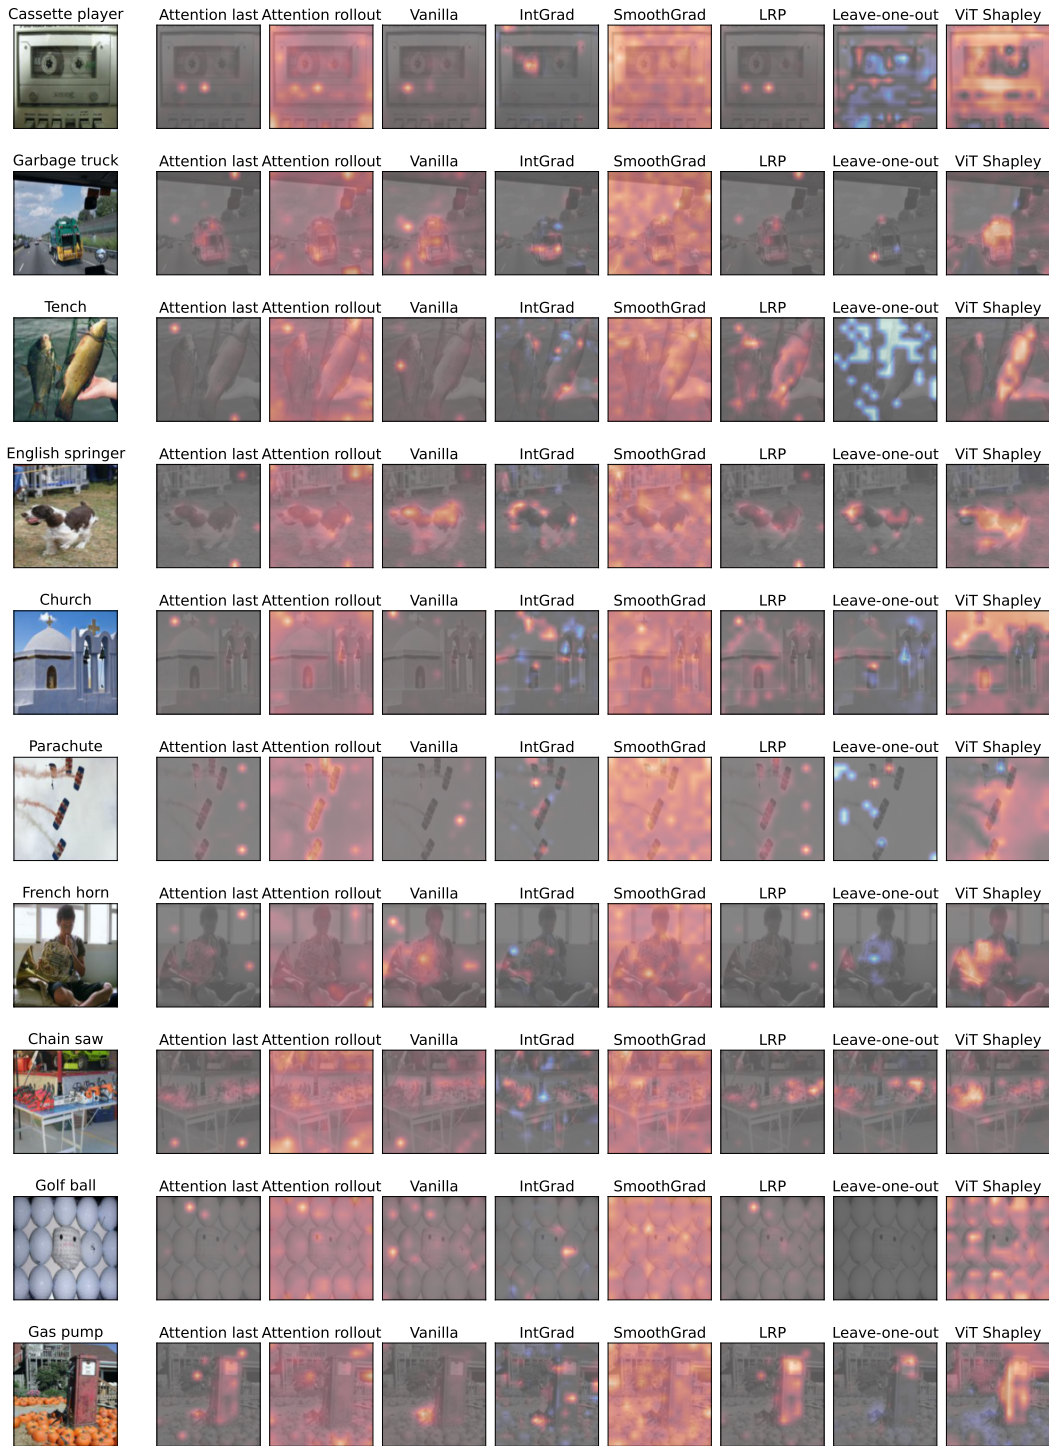 Cassette player Attention last Attention rollout Vanilla IntGrad SmoothGrad LRP Leave-one-out ViT Shapley
Garbage truck Attention last Attention rollout Vanilla IntGrad SmoothGrad LRP Leave-one-out ViT Shapley
Tench Attention last Attention rollout Vanilla IntGrad SmoothGrad LRP Leave-one-out ViT Shapley
English springer Attention last Attention rollout Vanilla IntGrad SmoothGrad LRP Leave-one-out ViT Shapley
Church Attention last Attention rollout Vanilla IntGrad SmoothGrad LRP Leave-one-out ViT Shapley
Parachute Attention last Attention rollout Vanilla IntGrad SmoothGrad LRP Leave-one-out ViT Shapley
French horn Attention last Attention rollout Vanilla IntGrad SmoothGrad LRP Leave-one-out ViT Shapley
Chain saw Attention last Attention rollout Vanilla IntGrad SmoothGrad LRP Leave-one-out ViT Shapley
Golf ball Attention last Attention rollout Vanilla IntGrad SmoothGrad LRP Leave-one-out ViT Shapley
Gas pump Attention last Attention rollout Vanilla IntGrad SmoothGrad LRP Leave-one-out ViT Shapley